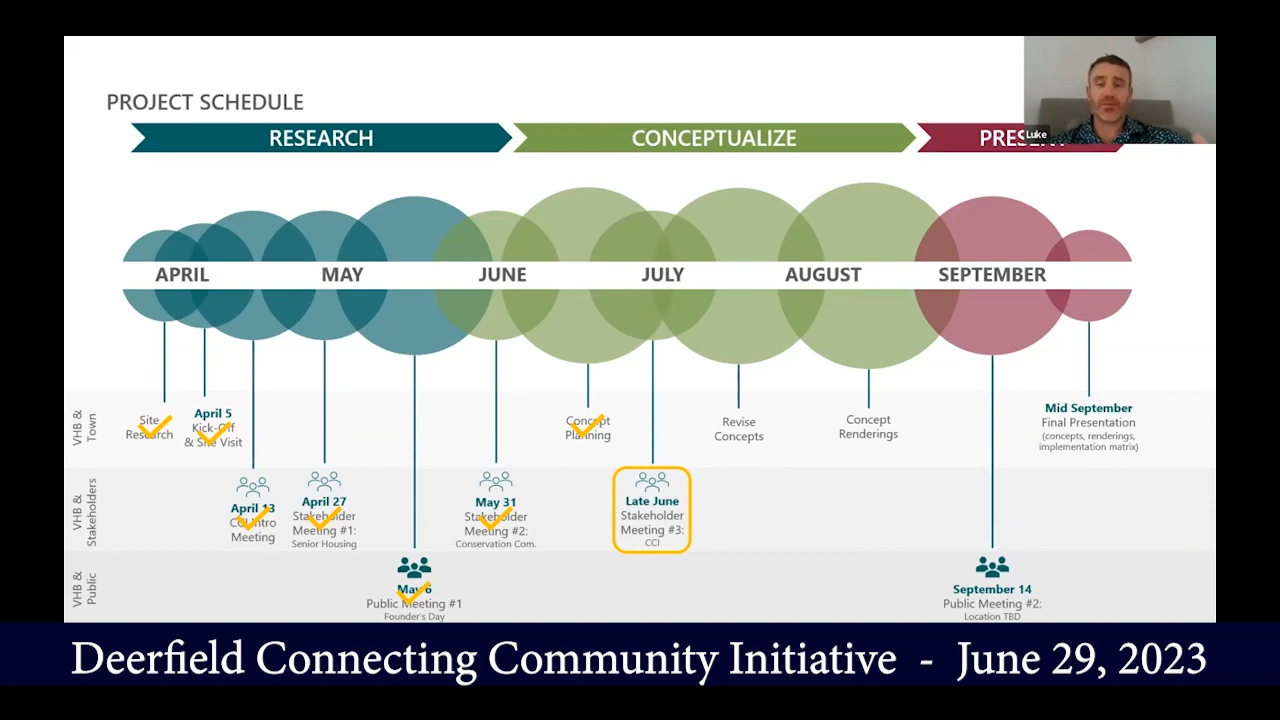 PROJECT SCHEDULE
RESEARCH
CONCEPTUALIZE
Luke
APRIL
MAY
JUNE
JULY
AUGUST
SEPTEMBER
VHB &
Town
Site
Research
April 5
Kick-Off
& Site Visit
Concept
Planning
Revise
Concepts
Concept
Renderings
Mid September
Final Presentation
(concepts, renderings,
implementation matrix)
VHB &
Stakeholders
April 13
CCI Intro
Meeting
April 27
Stakeholder
Meeting #1:
Senior Housing
May 31
Stakeholder
Meeting #2:
Conservation Com.
Late June
Stakeholder
Meeting #3:
CCI
VHB &
Public
May 6
Public Meeting #1
Founder's Day
September 14
Public Meeting #2:
Location TBD
Deerfield Connecting Community Initiative - June 29, 2023